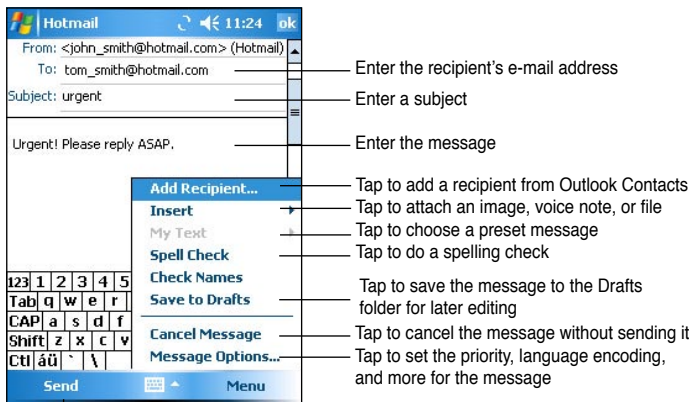 Hotmail 11:24 ok
From: <john_smith@hotmail.com> (Hotmail)
To: tom_smith@hotmail.com
Enter the recipient's e-mail address
Subject: urgent
Enter a subject
Urgent! Please reply ASAP.
Enter the message
Add Recipient...
Tap to add a recipient from Outlook Contacts
Insert
Tap to attach an image, voice note, or file
My Text
Tap to choose a preset message
Spell Check
Tap to do a spelling check
Check Names
Save to Drafts
Tap to save the message to the Drafts
folder for later editing
Cancel Message
Tap to cancel the message without sending it
Message Options...
Tap to set the priority, language encoding,
and more for the message
123 1 2 3 4 5
Tab q w e r
CAP a s d f
Shift z x c v
Ctl áü ` \
Send Menu